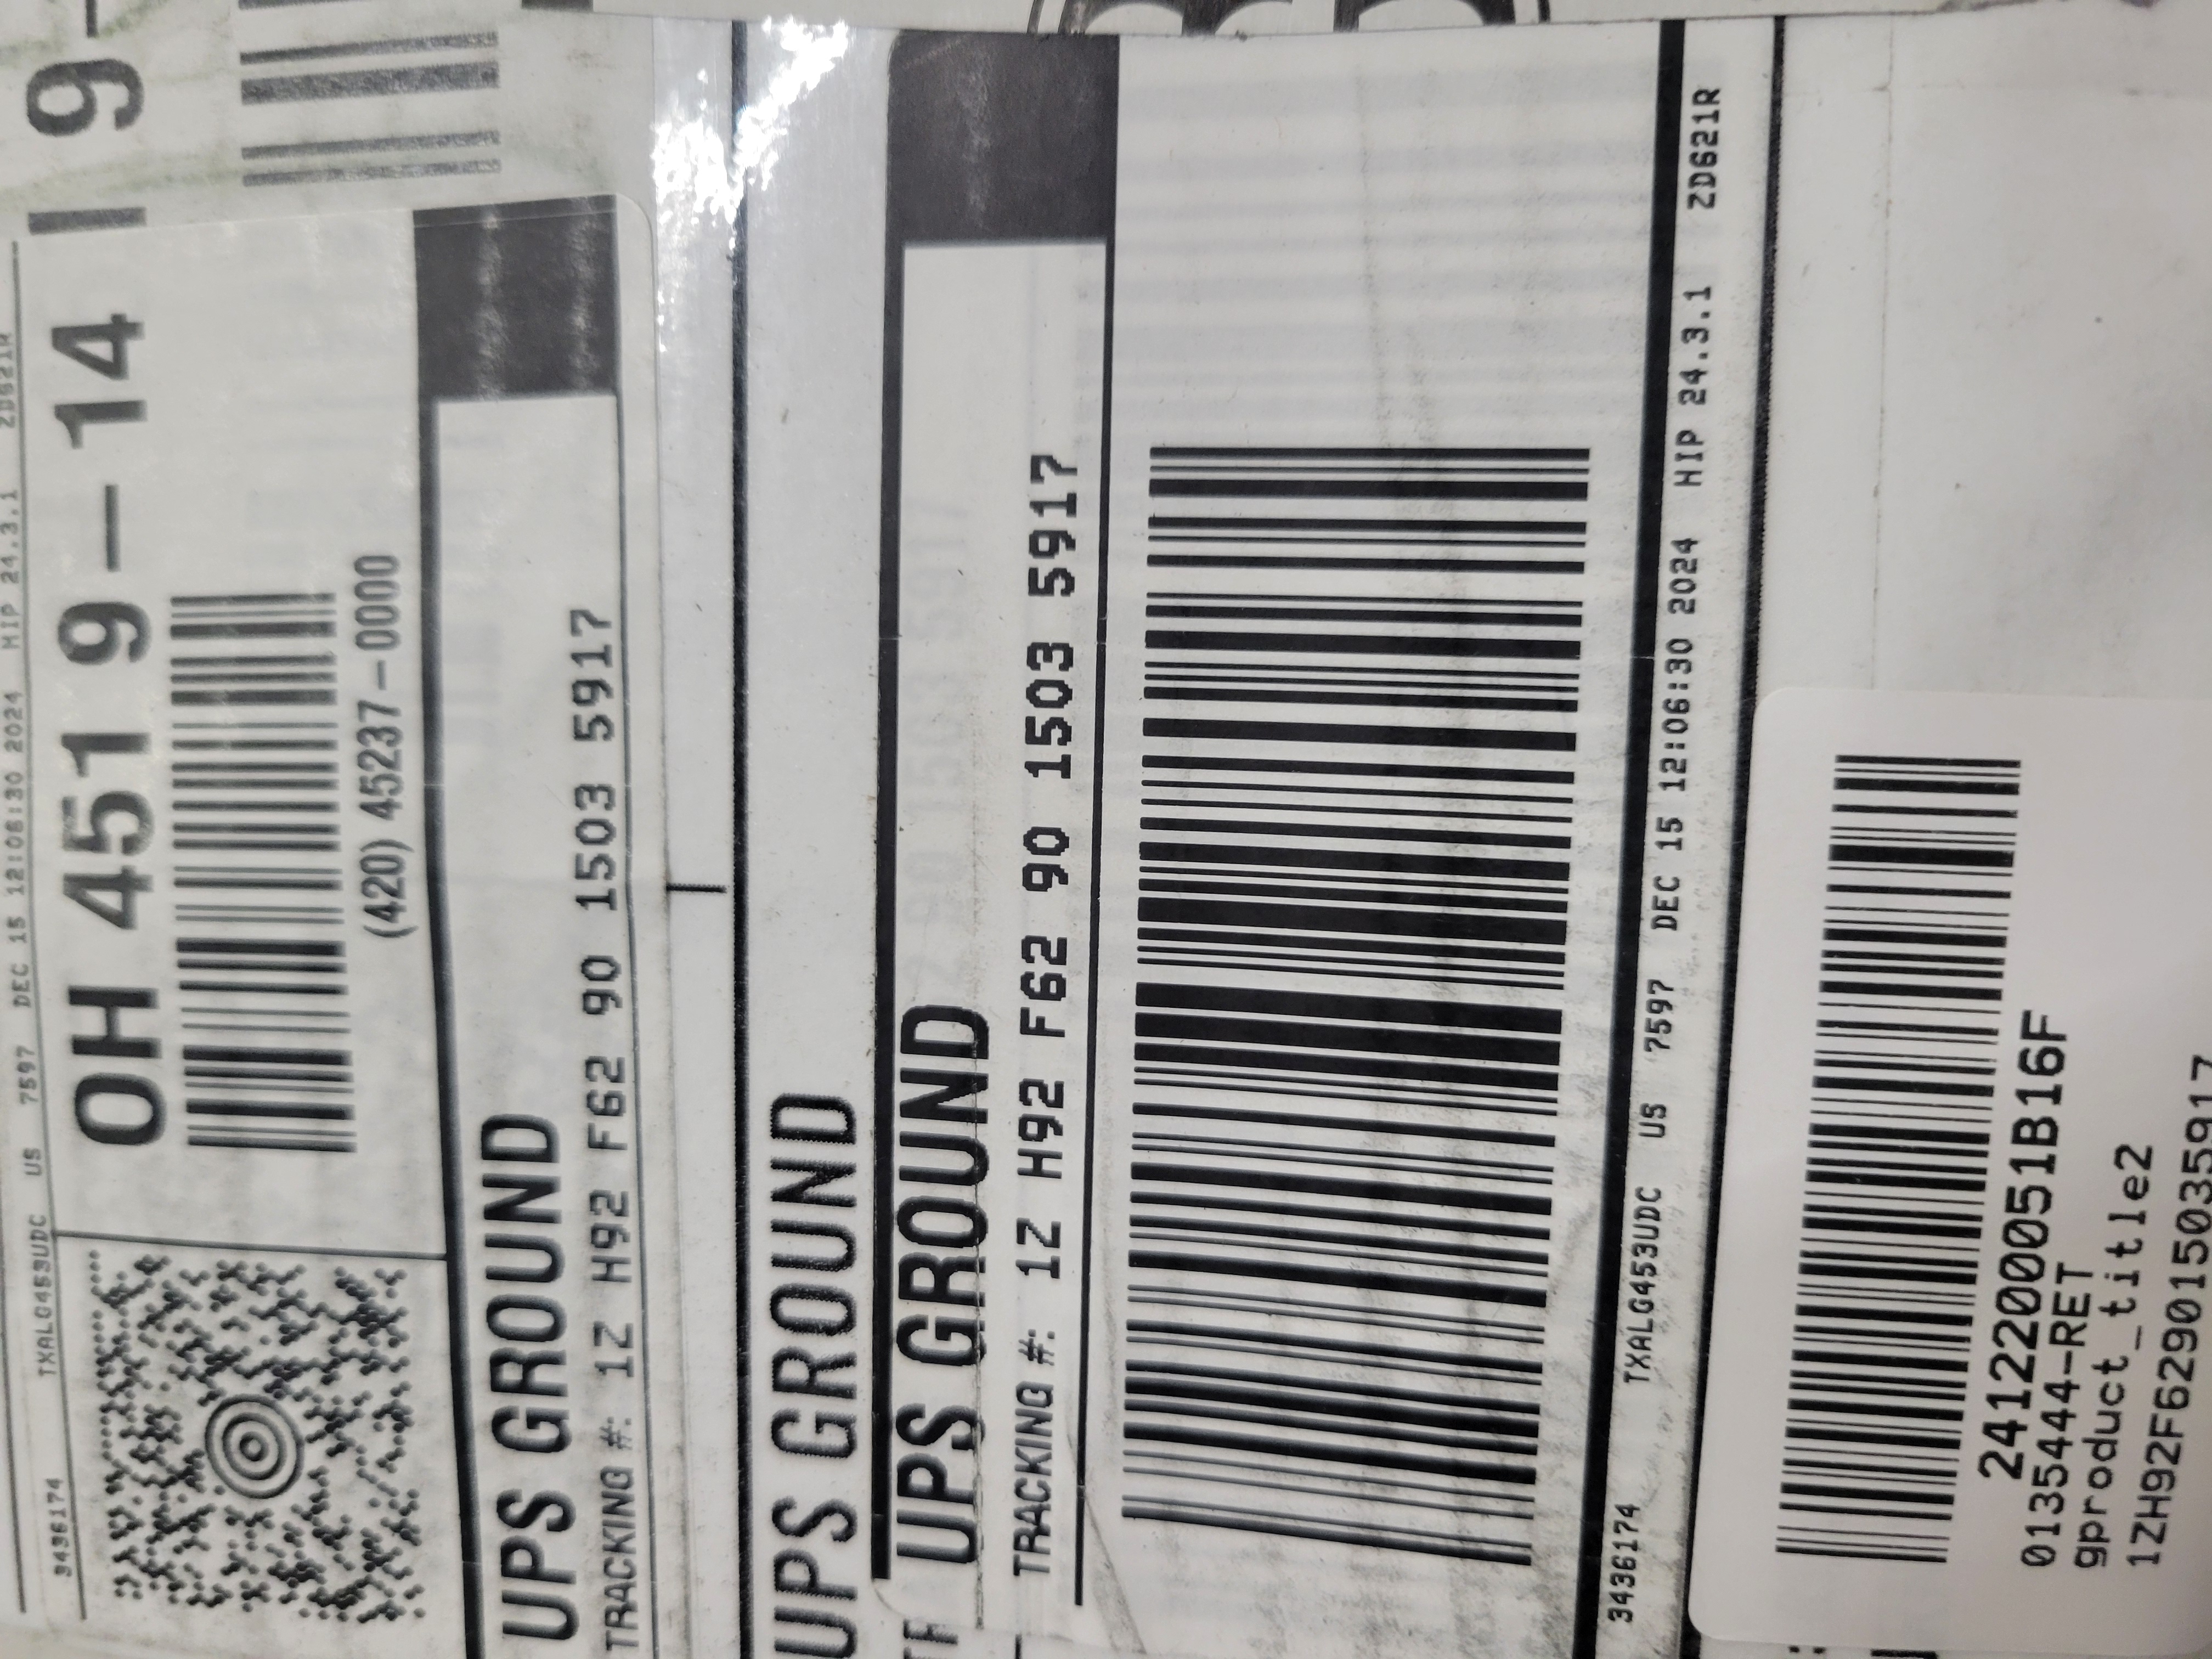 3436174 TXALG453UDC US 7597 DEC 15 12:06:30 2024 HIP 24.3.1 ZD621R
OH 451 9-14
9-
(420) 45237-0000
UPS GROUND
TRACKING #: 1Z H92 F62 90 1503 5917
UPS GROUND
UPS GROUND
TRACKING #: 1Z H92 F62 90 1503 5917
3436174 TXALG453UDC US 7597 DEC 15 12:06:30 2024 HIP 24.3.1 ZD621R
2412200051B16F
0135444-RET
gproduct_title2
1ZH92F629015035917